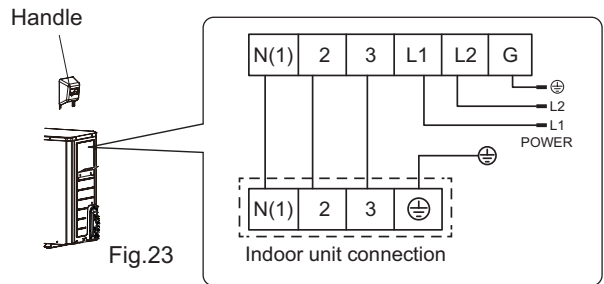 Handle
N(1) 2 3 L1 L2 G
L2
L1
POWER
N(1) 2 3
Fig.23
Indoor unit connection